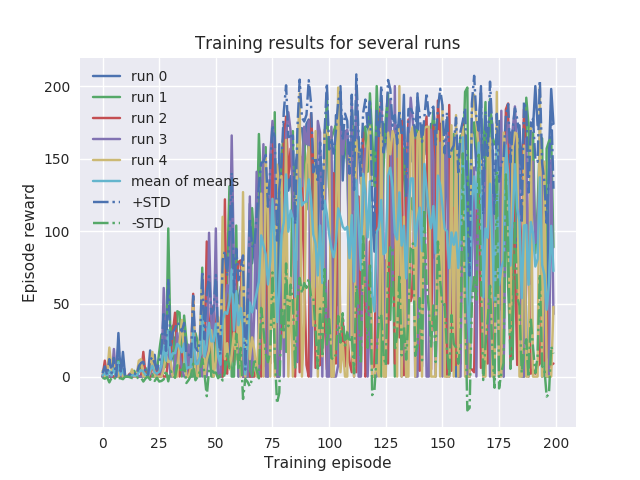 Training results for several runs
run 0
run 1
run 2
run 3
run 4
mean of means
+STD
-STD
200
150
100
50
0
Episode reward
0 25 50 75 100 125 150 175 200
Training episode